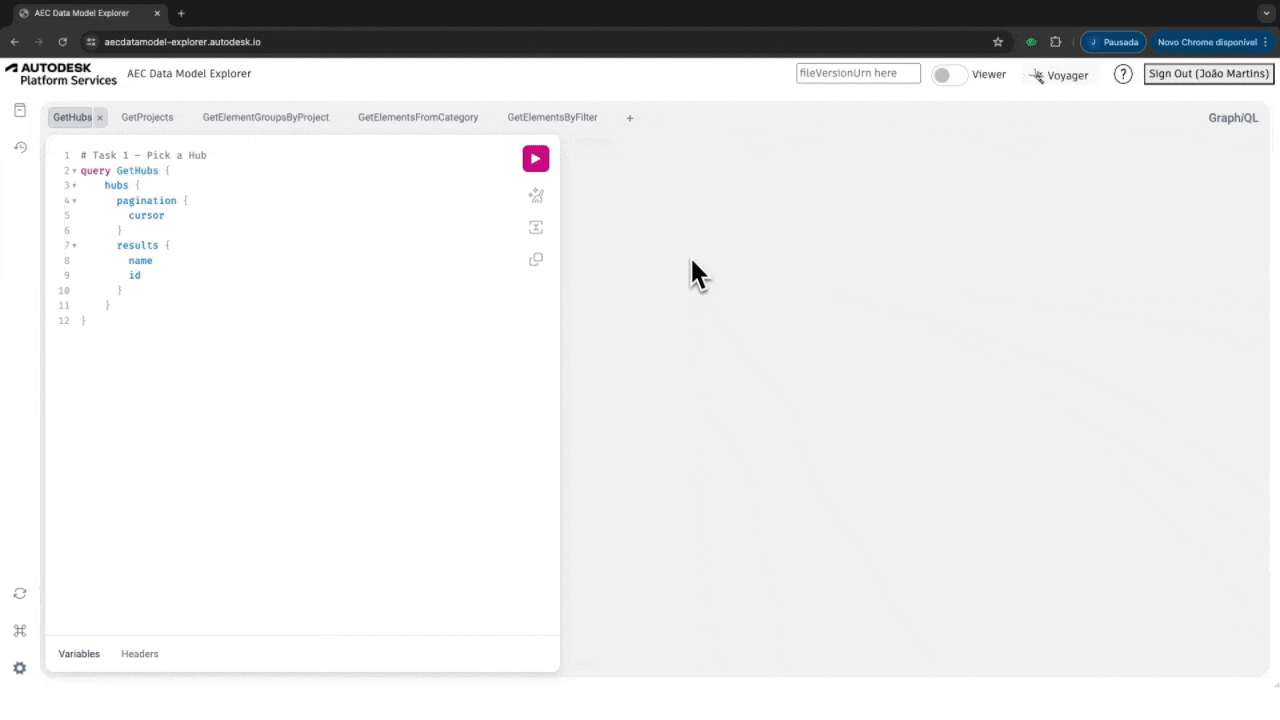 AEC Data Model Explorer
aecdatamodel-explorer.autodesk.io
J Pausada
Novo Chrome disponível
AUTODESK
Platform Services
AEC Data Model Explorer
fileVersionUrn here
Viewer
Voyager
?
Sign Out (João Martins)
GetHubs
GetProjects
GetElementGroupsByProject
GetElementsFromCategory
GetElementsByFilter
+
GraphiQL
1 # Task 1 – Pick a Hub
2 query GetHubs {
3 hubs {
4 pagination {
5 cursor
6 }
7 results {
8 name
9 id
10 }
11 }
12 }
Variables
Headers